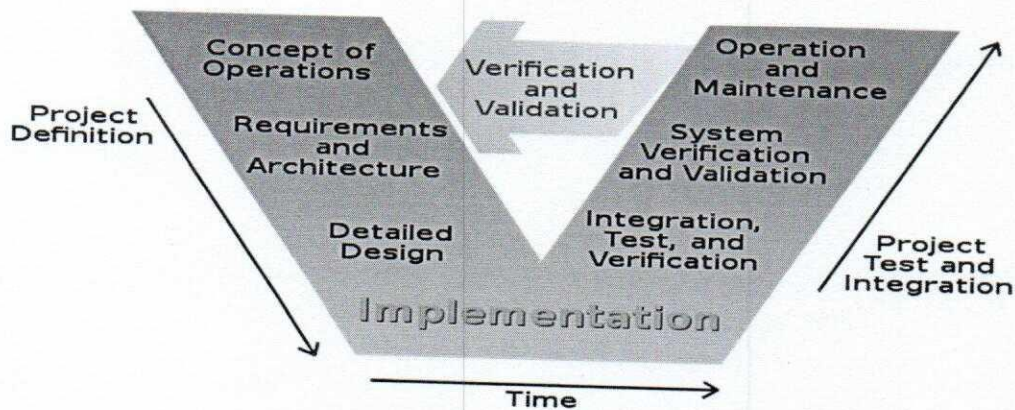 Concept of
Operations
Verification
and
Validation
Operation
and
Maintenance
Project
Definition
Requirements
and
Architecture
System
Verification
and Validation
Detailed
Design
Integration,
Test, and
Verification
Project
Test and
Integration
Implementation
Time